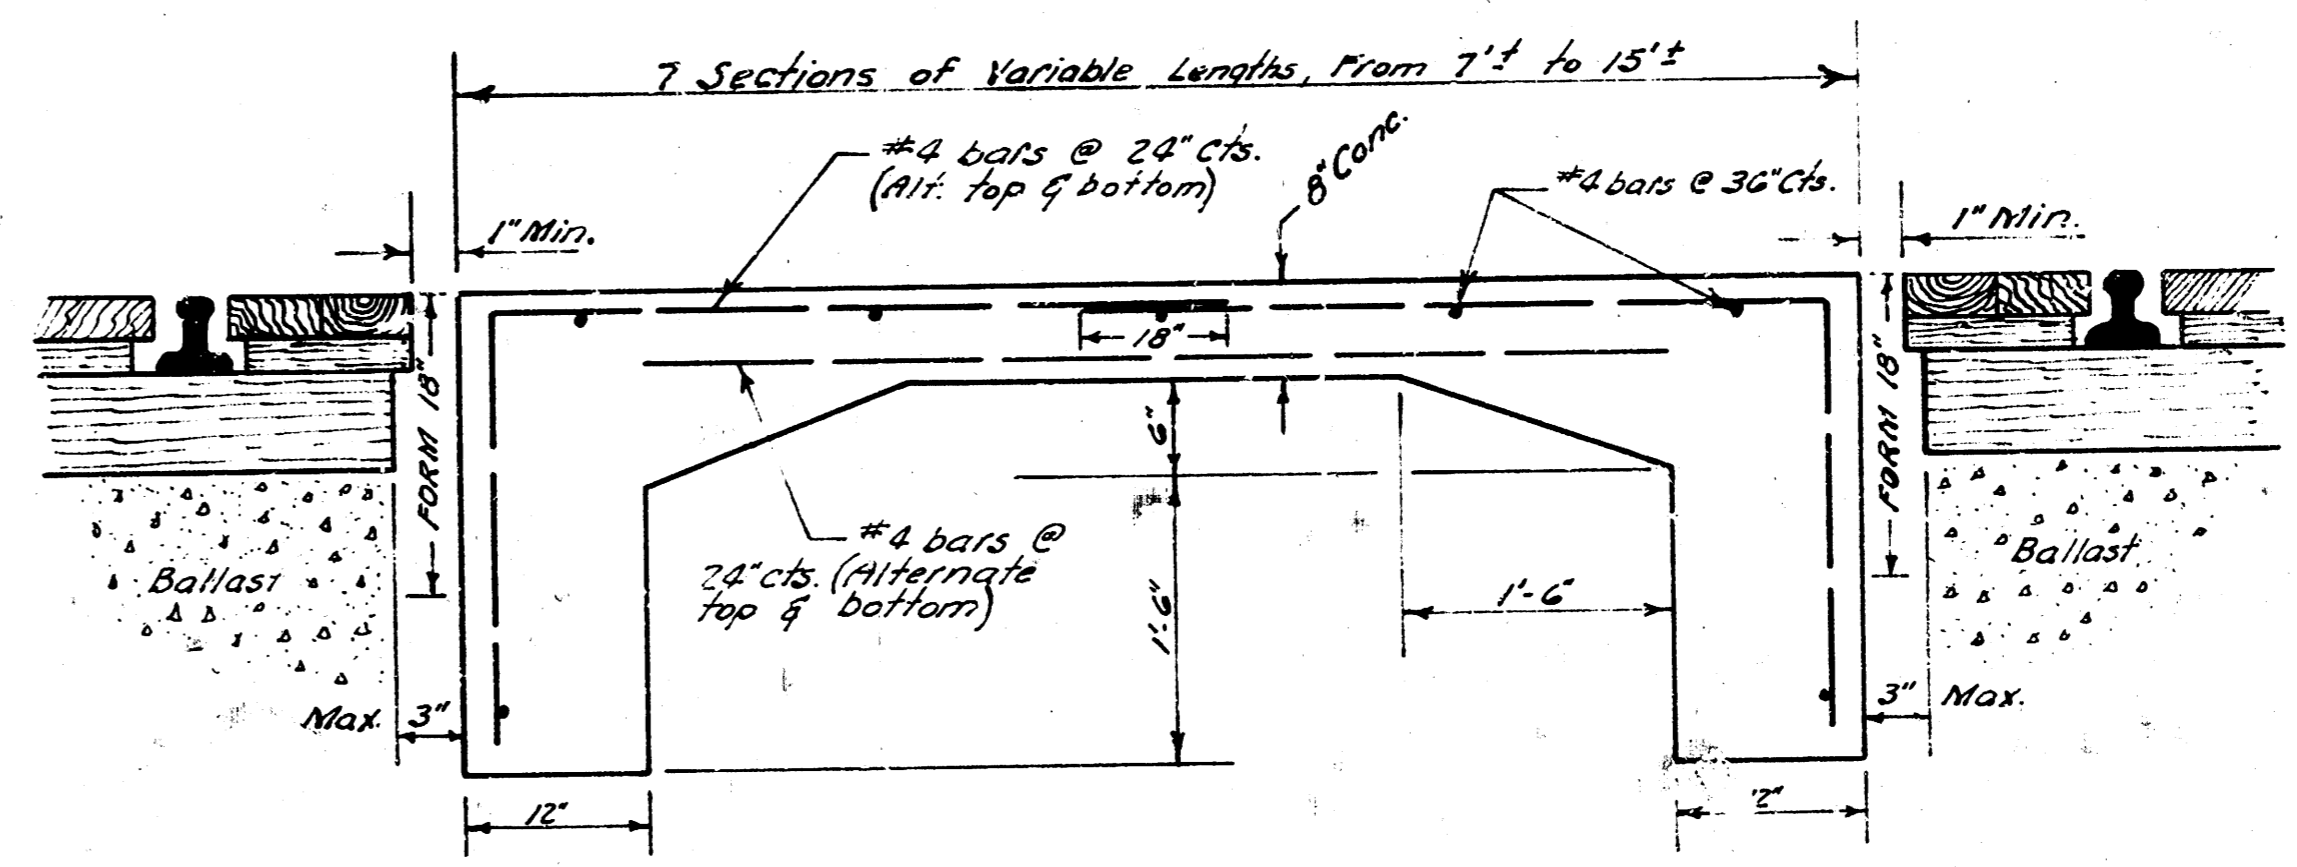 7 Sections of Variable Lengths, From 7'± to 15'±
#4 bars @ 24" Cts.
(Alt. top & bottom)
8" Conc.
#4 bars @ 36" Cts.
1" Min.
1" Min.
18"
FORM 18"
FORM 18"
6"
#4 bars @
24" cts. (Alternate
top & bottom)
1'-6"
1'-6"
Ballast
Ballast
Max. 3"
3" Max.
12"
2"